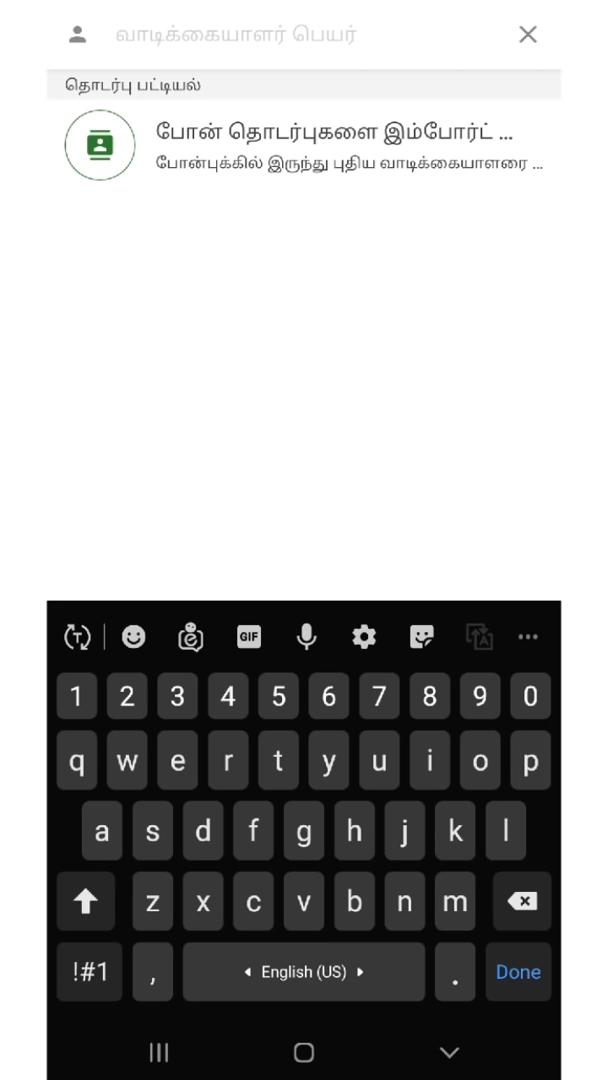 வாடிக்கையாளர் பெயர்
தொடர்பு பட்டியல்
போன் தொடர்புகளை இம்போர்ட் ...
போன்புக்கில் இருந்து புதிய வாடிக்கையாளரை ...
GIF
1 2 3 4 5 6 7 8 9 0
q w e r t y u i o p
a s d f g h j k l
z x c v b n m
!#1 , English (US) . Done